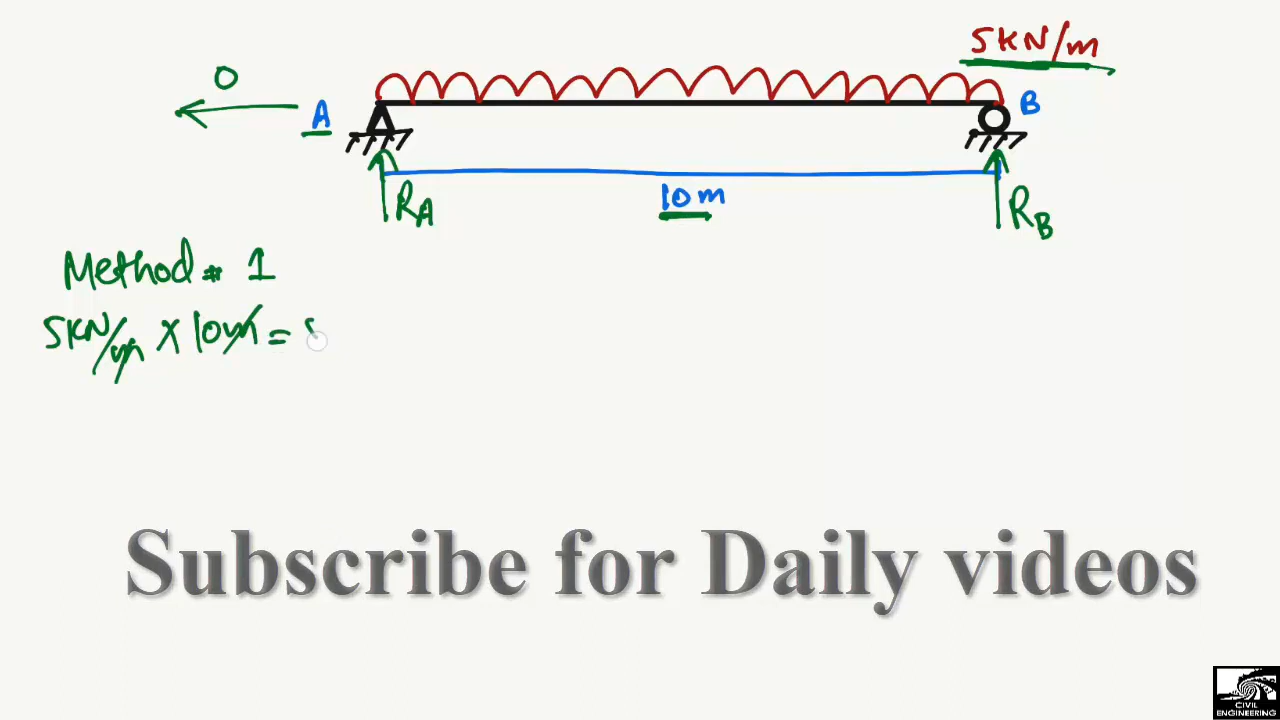 5KN/m
0
A
B
10m
RA
RB
Method # 1
5KN/m X 10m =
Subscribe for Daily videos
CIVIL
ENGINEERING